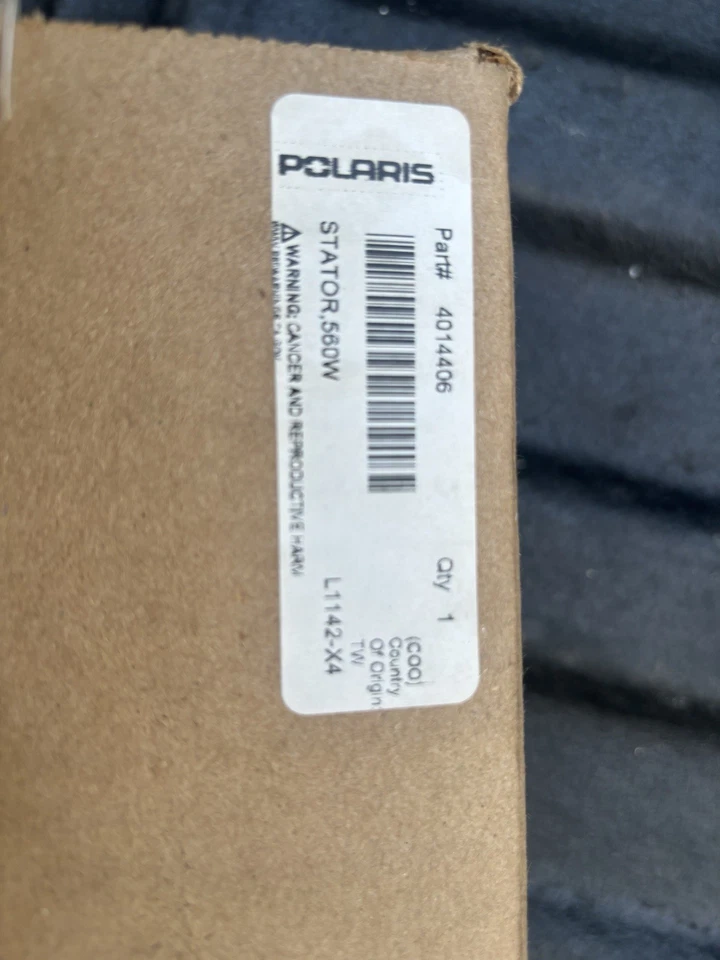 POLARIS
Part# 4014406 Qty 1
(COO)
Country
Of Origin:
TW
STATOR,560W L1142-X4
⚠ WARNING: CANCER AND REPRODUCTIVE HARM